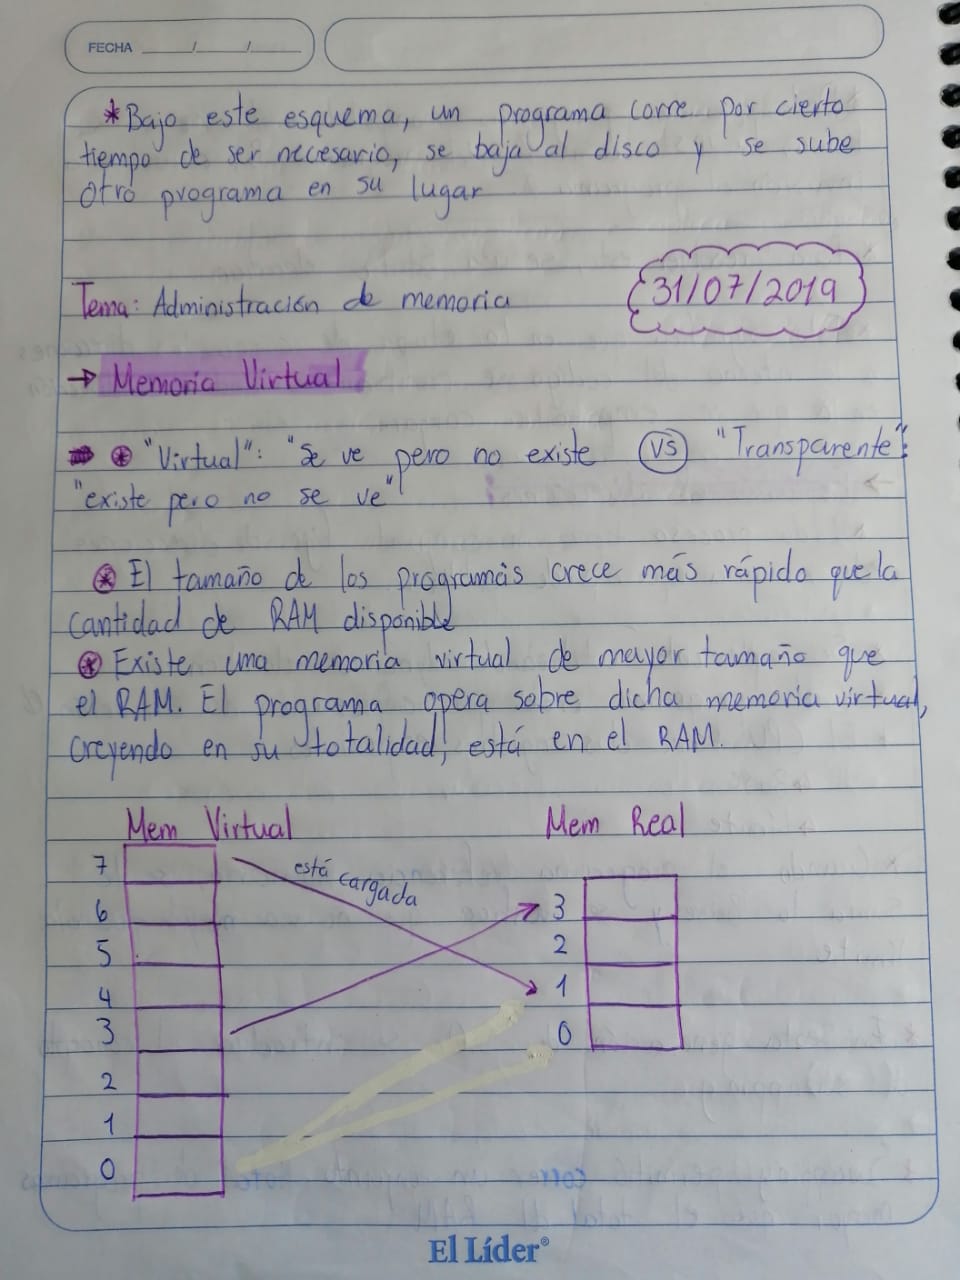 FECHA ____/____/____
*Bajo este esquema, un programa corre por cierto
tiempo de ser necesario, se baja al disco y se sube
otro programa en su lugar
Tema: Administración de memoria
31/07/2019
→ Memoria Virtual
"Virtual": "Se ve pero no existe VS "Transparente":
"existe pero no se ve"
El tamaño de los programas crece más rápido que la
cantidad de RAM disponible
Existe una memoria virtual de mayor tamaño que
el RAM. El programa opera sobre dicha memoria virtual,
creyendo en su totalidad, está en el RAM.
Mem Virtual
Mem Real
7
está cargada
6
3
5
2
4
1
3
0
2
1
0
El Líder®